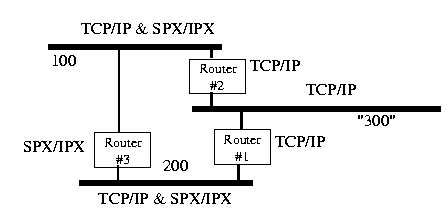 TCP/IP & SPX/IPX
100
Router
#2
TCP/IP
TCP/IP
"300"
SPX/IPX
Router
#3
200
Router
#1
TCP/IP
TCP/IP & SPX/IPX